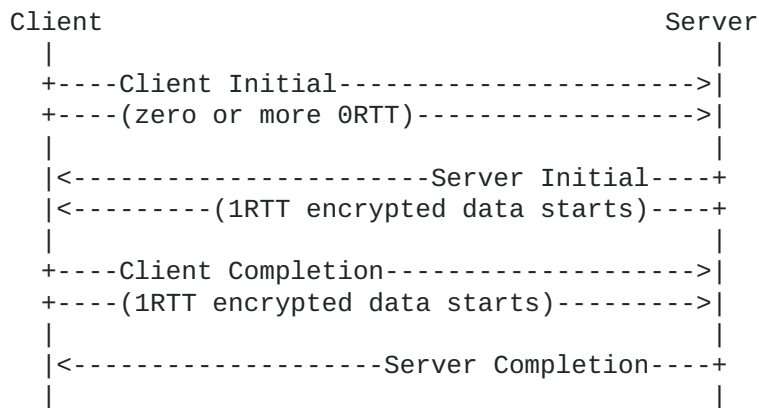 Client Server
Client Initial
(zero or more 0RTT)
Server Initial
(1RTT encrypted data starts)
Client Completion
(1RTT encrypted data starts)
Server Completion